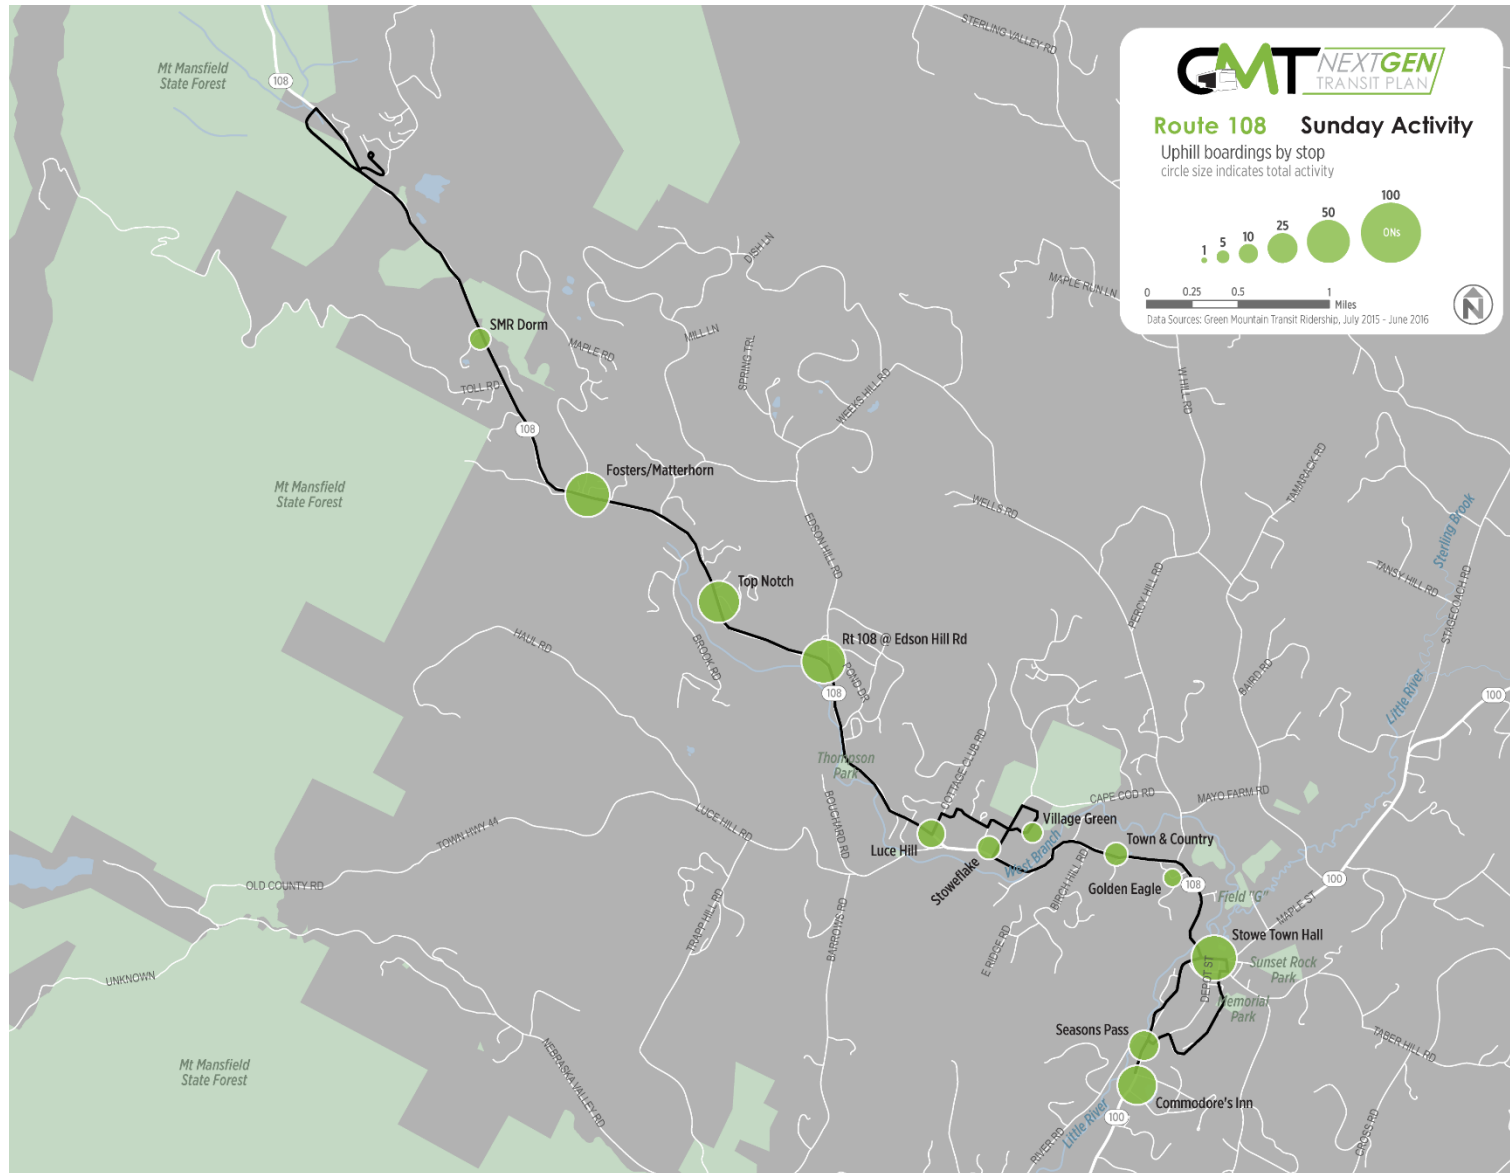 STERLING VALLEY RD
Mt Mansfield
State Forest
108
GMT NEXTGEN
TRANSIT PLAN
Route 108 Sunday Activity
Uphill boardings by stop
circle size indicates total activity
1
5
10
25
50
100
ONs
0
0.25
0.5
1
Miles
N
Data Sources: Green Mountain Transit Ridership, July 2015 - June 2016
DISH LN
MAPLE RUN LN
SMR Dorm
MAPLE RD
MILL LN
SPRING TRL
WEEKS HILL RD
W HILL RD
TOLL RD
108
Fosters/Matterhorn
Mt Mansfield
State Forest
WELLS RD
TAMARACK RD
EDSON HILL RD
Sterling Brook
TANSY HILL RD
STAGECOACH RD
PERCY HILL RD
Top Notch
HAUL RD
BROOK RD
Rt 108 @ Edson Hill Rd
POND DR
108
BAIRD RD
Little River
100
Thompson
Park
COTTAGE CLUB RD
CAPE COD RD
MAYO FARM RD
BOUCHARD RD
LUCE HILL RD
TOWN HWY 44
Village Green
Luce Hill
Stoweflake
West Branch
Town & Country
BIRCH HILL RD
Golden Eagle
108
100
OLD COUNTY RD
Field "G"
MAPLE ST
TRAPP HILL RD
BARROWS RD
E RIDGE RD
Stowe Town Hall
DEPOT ST
Sunset Rock
Park
UNKNOWN
Memorial
Park
Seasons Pass
TABER HILL RD
Mt Mansfield
State Forest
NEBRASKA VALLEY RD
Commodore's Inn
100
Little River
RIVER RD
CROSS RD